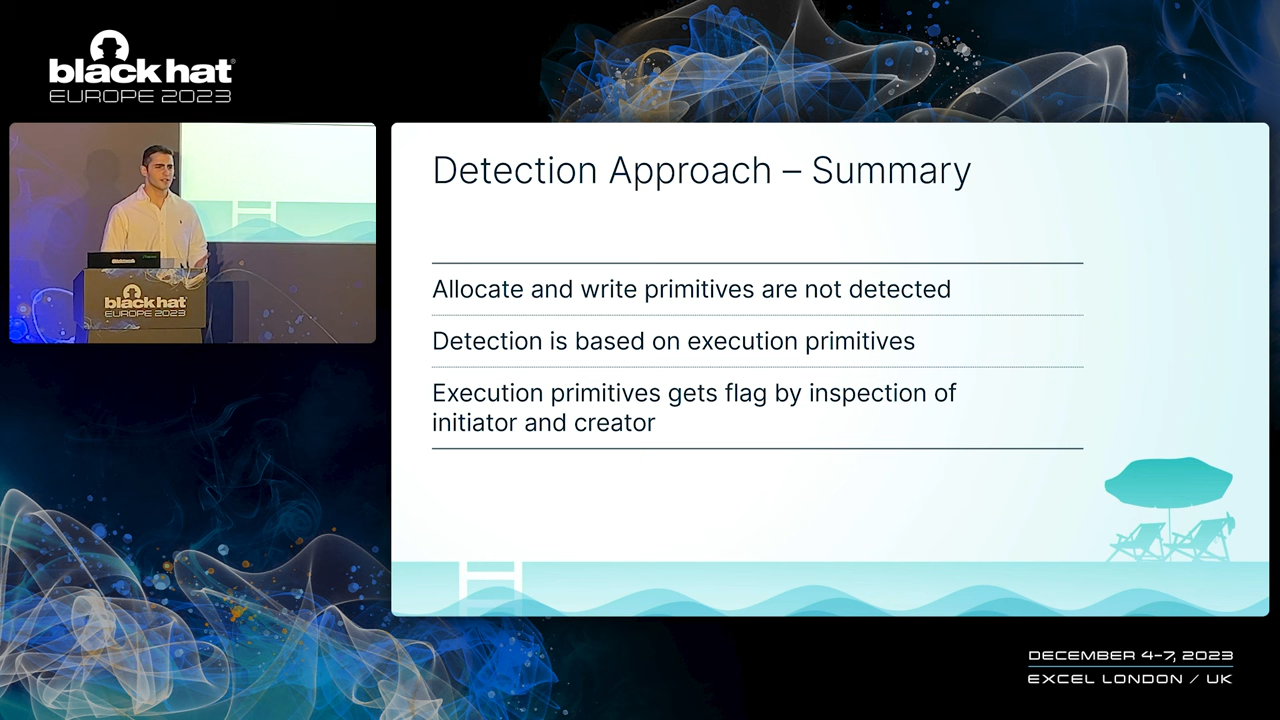 black hat
EUROPE 2023
Detection Approach – Summary
Allocate and write primitives are not detected
Detection is based on execution primitives
Execution primitives gets flag by inspection of
initiator and creator
black hat
EUROPE 2023
DECEMBER 4-7, 2023
EXCEL LONDON / UK